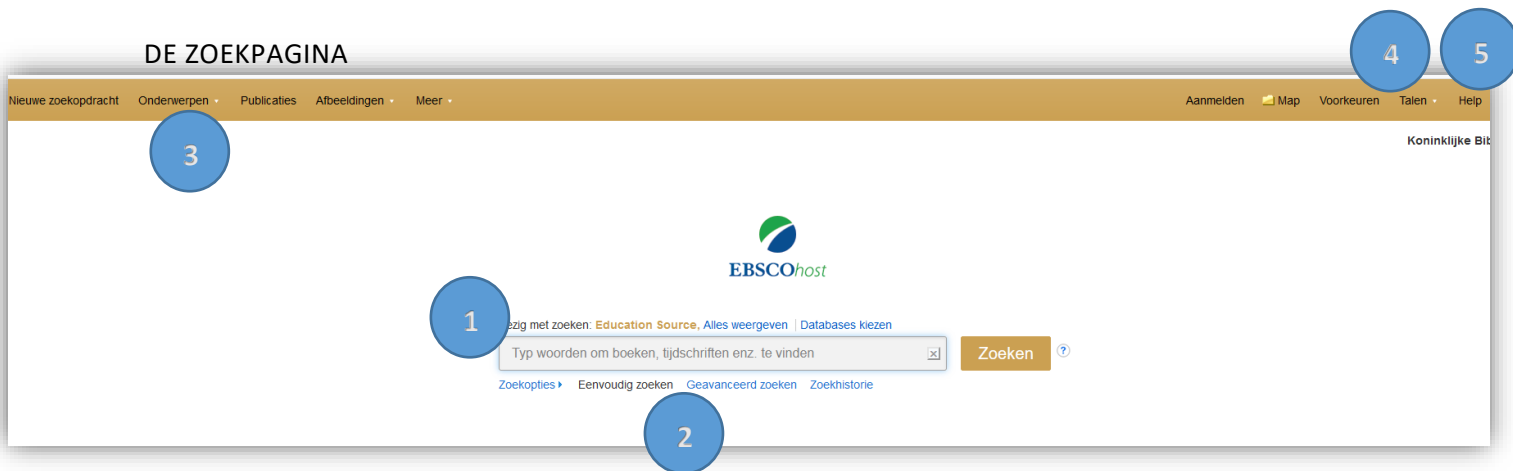 DE ZOEKPAGINA
4
5
Nieuwe zoekopdracht Onderwerpen Publicaties Afbeeldingen Meer Aanmelden Map Voorkeuren Talen Help
3
Koninklijke Bib
EBSCOhost
1
ezig met zoeken: Education Source, Alles weergeven | Databases kiezen
Typ woorden om boeken, tijdschriften enz. te vinden x Zoeken ?
Zoekopties Eenvoudig zoeken Geavanceerd zoeken Zoekhistorie
2